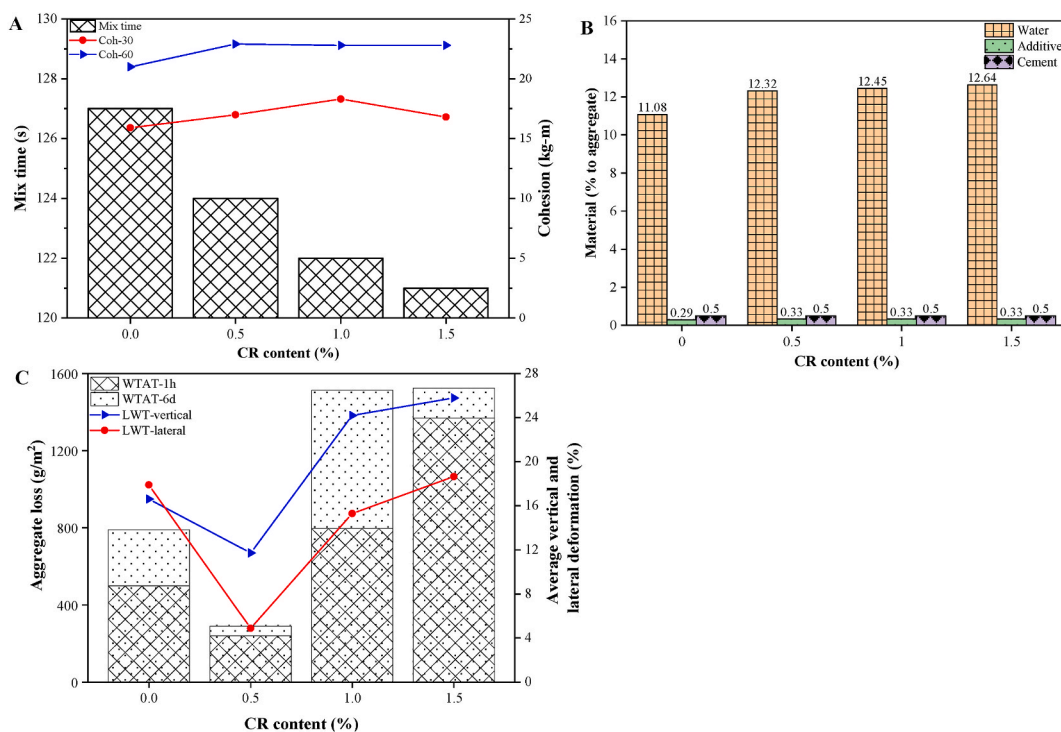 A
Mix time
Coh-30
Coh-60
130
128
126
124
122
120
Mix time (s)
25
20
15
10
5
0
Cohesion (kg-m)
0.0 0.5 1.0 1.5
CR content (%)
B
Water
Additive
Cement
16
14
12
10
8
6
4
2
0
Material (% to aggregate)
11.08 0.29 0.5
12.32 0.33 0.5
12.45 0.33 0.5
12.64 0.33 0.5
0 0.5 1 1.5
CR content (%)
C
WTAT-1h
WTAT-6d
LWT-vertical
LWT-lateral
1600
1200
800
400
0
Aggregate loss (g/m²)
28
24
20
16
12
8
4
0
Average vertical and
lateral deformation (%)
0.0 0.5 1.0 1.5
CR content (%)